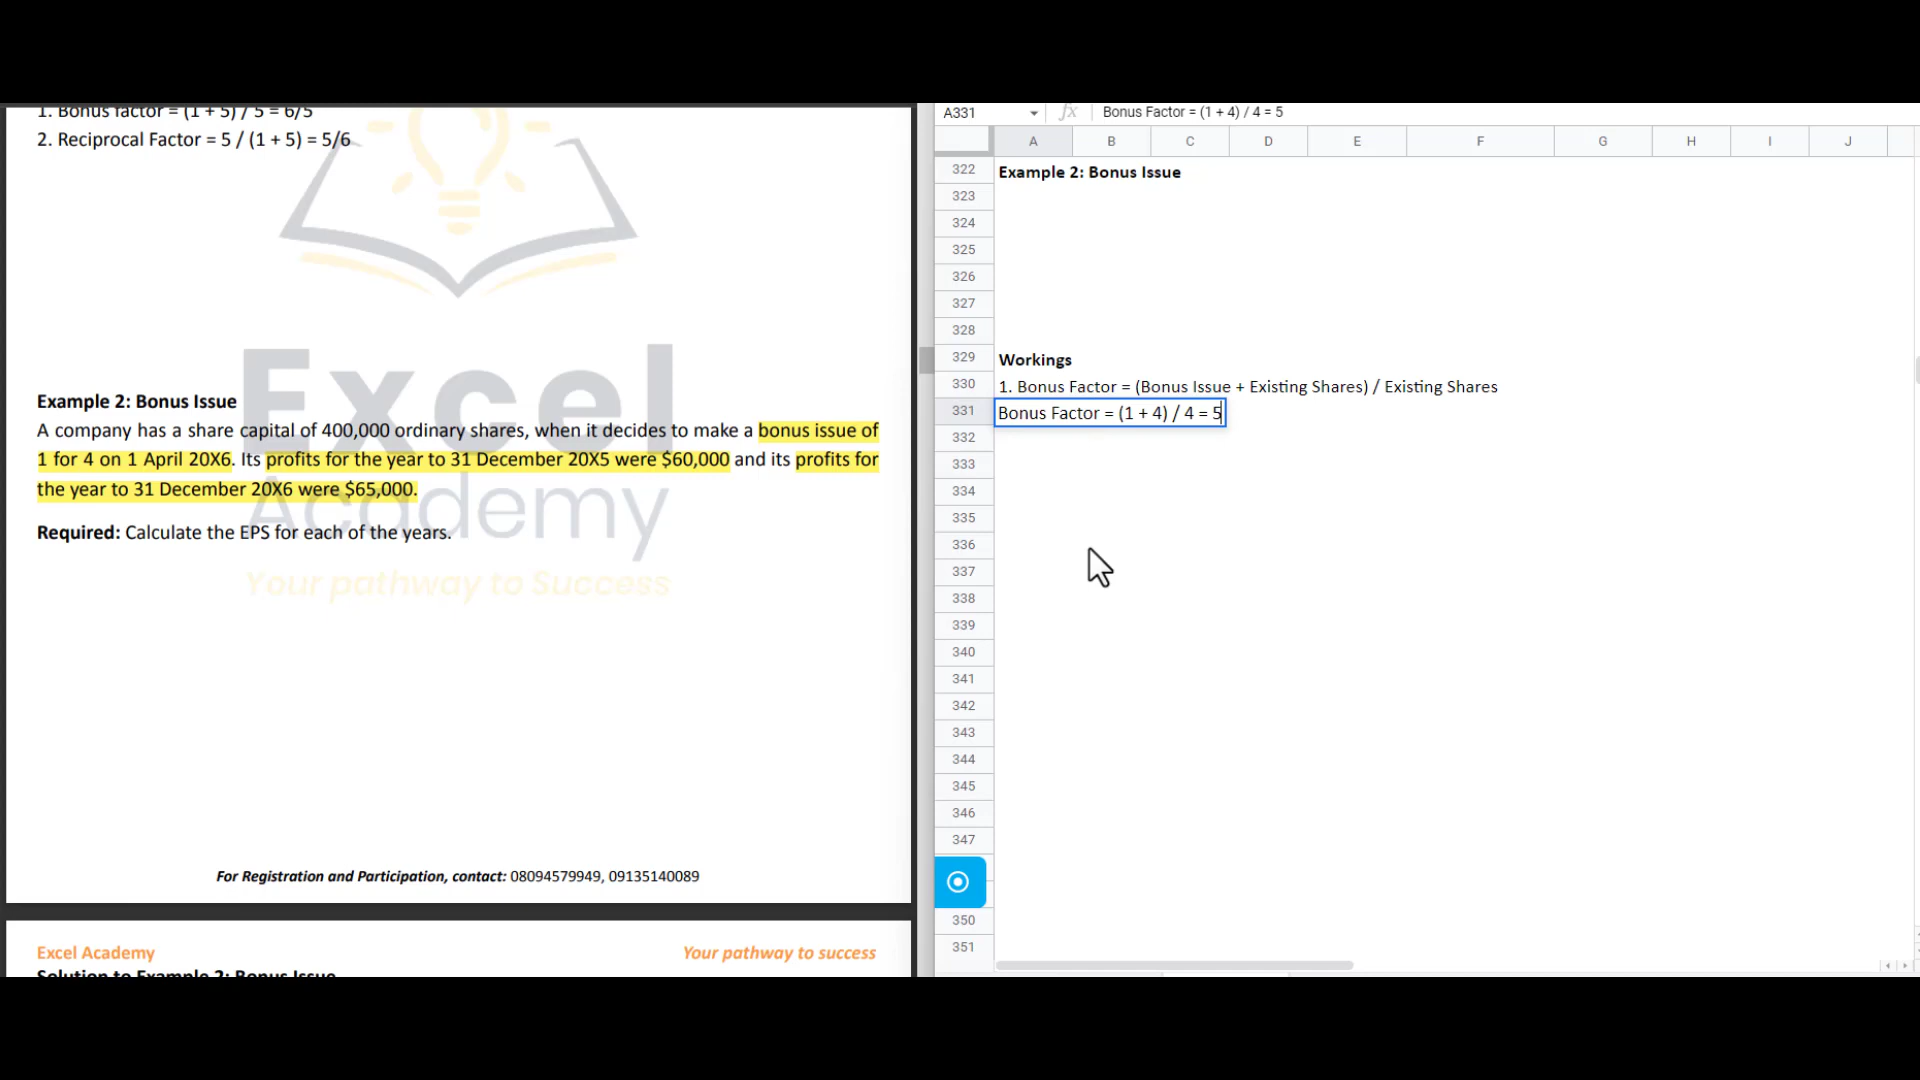 1. Bonus factor = (1 + 5) / 5 = 6/5
2. Reciprocal Factor = 5 / (1 + 5) = 5/6
Excel
Academy
Your pathway to Success
Example 2: Bonus Issue
A company has a share capital of 400,000 ordinary shares, when it decides to make a bonus issue of
1 for 4 on 1 April 20X6. Its profits for the year to 31 December 20X5 were $60,000 and its profits for
the year to 31 December 20X6 were $65,000.
Required: Calculate the EPS for each of the years.
For Registration and Participation, contact: 08094579949, 09135140089
Excel Academy
Your pathway to success
Solution to Example 2: Bonus Issue
A331
fx
Bonus Factor = (1 + 4) / 4 = 5
A B C D E F G H I J
322 Example 2: Bonus Issue
323
324
325
326
327
328
329 Workings
330 1. Bonus Factor = (Bonus Issue + Existing Shares) / Existing Shares
331 Bonus Factor = (1 + 4) / 4 = 5
332
333
334
335
336
337
338
339
340
341
342
343
344
345
346
347
350
351